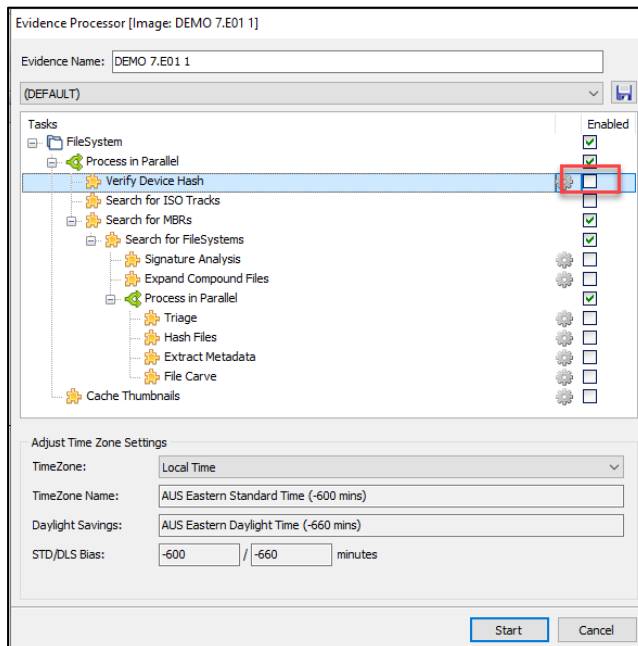 Evidence Processor [Image: DEMO 7.E01 1]
Evidence Name: DEMO 7.E01 1
(DEFAULT)
Tasks Enabled
FileSystem
Process in Parallel
Verify Device Hash
Search for ISO Tracks
Search for MBRs
Search for FileSystems
Signature Analysis
Expand Compound Files
Process in Parallel
Triage
Hash Files
Extract Metadata
File Carve
Cache Thumbnails
Adjust Time Zone Settings
TimeZone: Local Time
TimeZone Name: AUS Eastern Standard Time (-600 mins)
Daylight Savings: AUS Eastern Daylight Time (-660 mins)
STD/DLS Bias: -600 / -660 minutes
Start Cancel